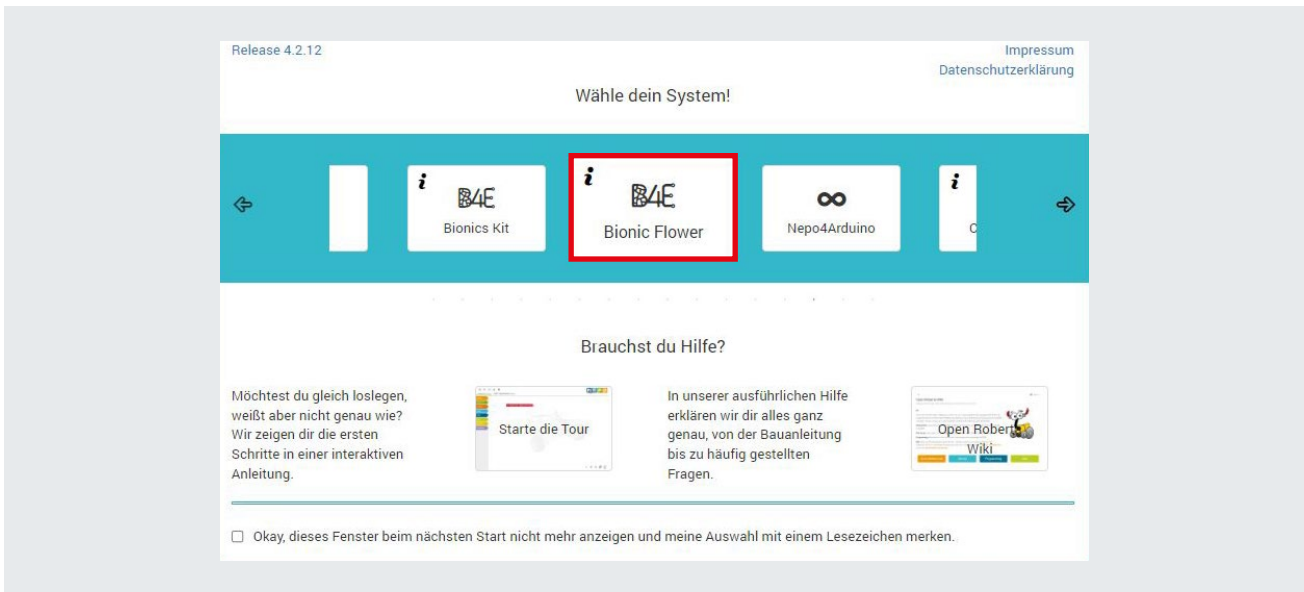 Release 4.2.12
Impressum
Datenschutzerklärung
Wähle dein System!
i
B4E
Bionics Kit
i
B4E
Bionic Flower
Nepo4Arduino
i
Brauchst du Hilfe?
Möchtest du gleich loslegen,
weißt aber nicht genau wie?
Wir zeigen dir die ersten
Schritte in einer interaktiven
Anleitung.
Starte die Tour
In unserer ausführlichen Hilfe
erklären wir dir alles ganz
genau, von der Bauanleitung
bis zu häufig gestellten
Fragen.
Open Roberta
Wiki
Okay, dieses Fenster beim nächsten Start nicht mehr anzeigen und meine Auswahl mit einem Lesezeichen merken.